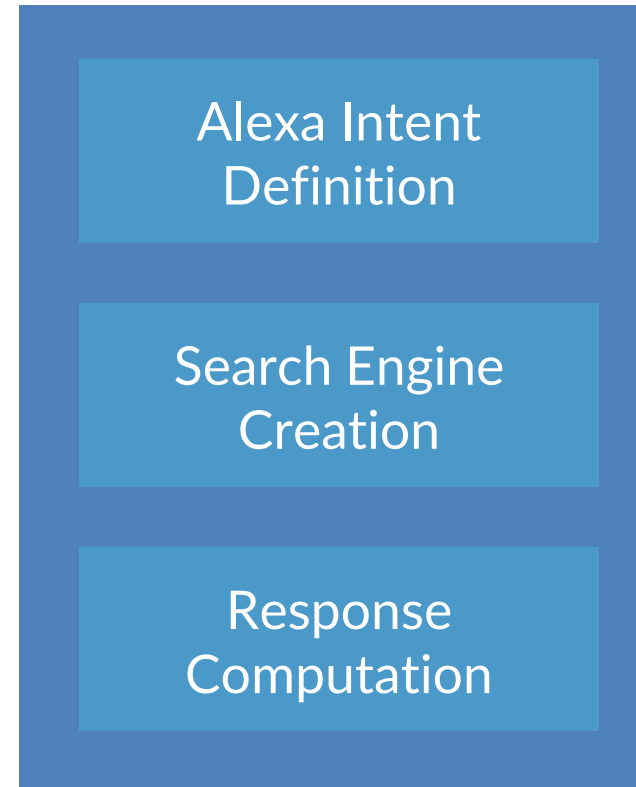 Alexa Intent
Definition
Search Engine
Creation
Response
Computation